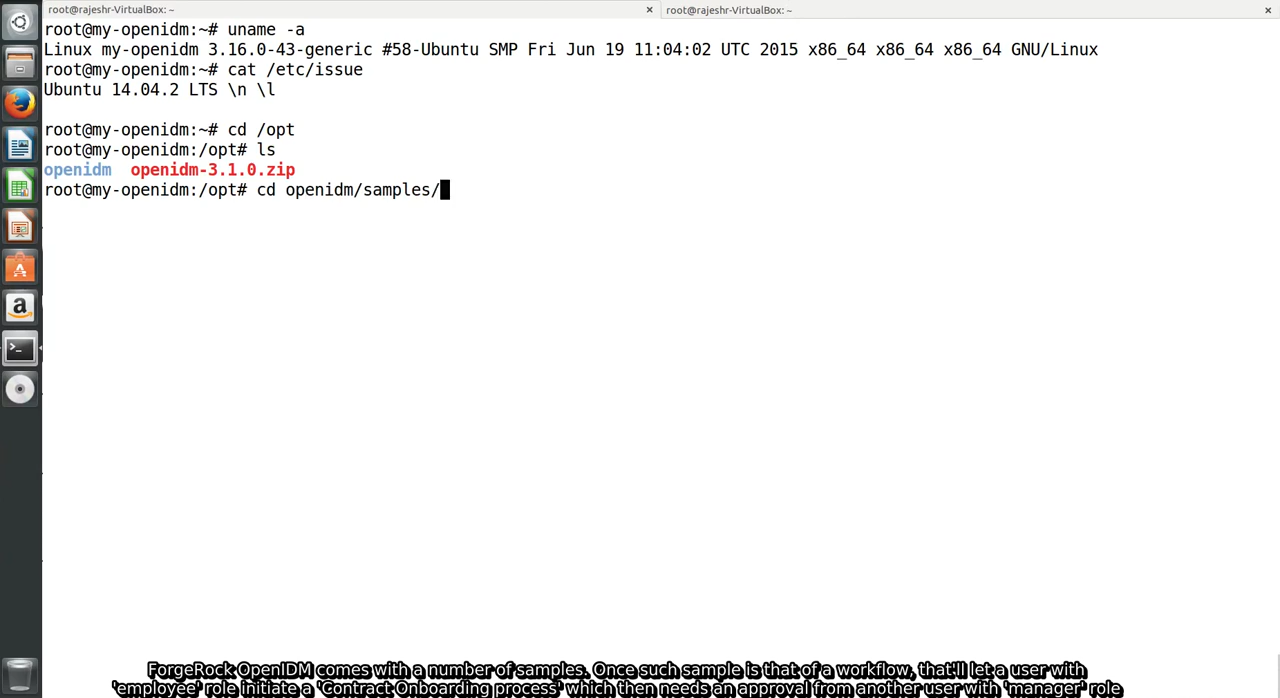 root@rajeshr-VirtualBox: ~
root@rajeshr-VirtualBox: ~
root@my-openidm:~# uname -a
Linux my-openidm 3.16.0-43-generic #58-Ubuntu SMP Fri Jun 19 11:04:02 UTC 2015 x86_64 x86_64 x86_64 GNU/Linux
root@my-openidm:~# cat /etc/issue
Ubuntu 14.04.2 LTS \n \l
root@my-openidm:~# cd /opt
root@my-openidm:/opt# ls
openidm openidm-3.1.0.zip
root@my-openidm:/opt# cd openidm/samples/
ForgeRock OpenIDM comes with a number of samples. Once such sample is that of a workflow, that'll let a user with
'employee' role initiate a 'Contract Onboarding process' which then needs an approval from another user with 'manager' role